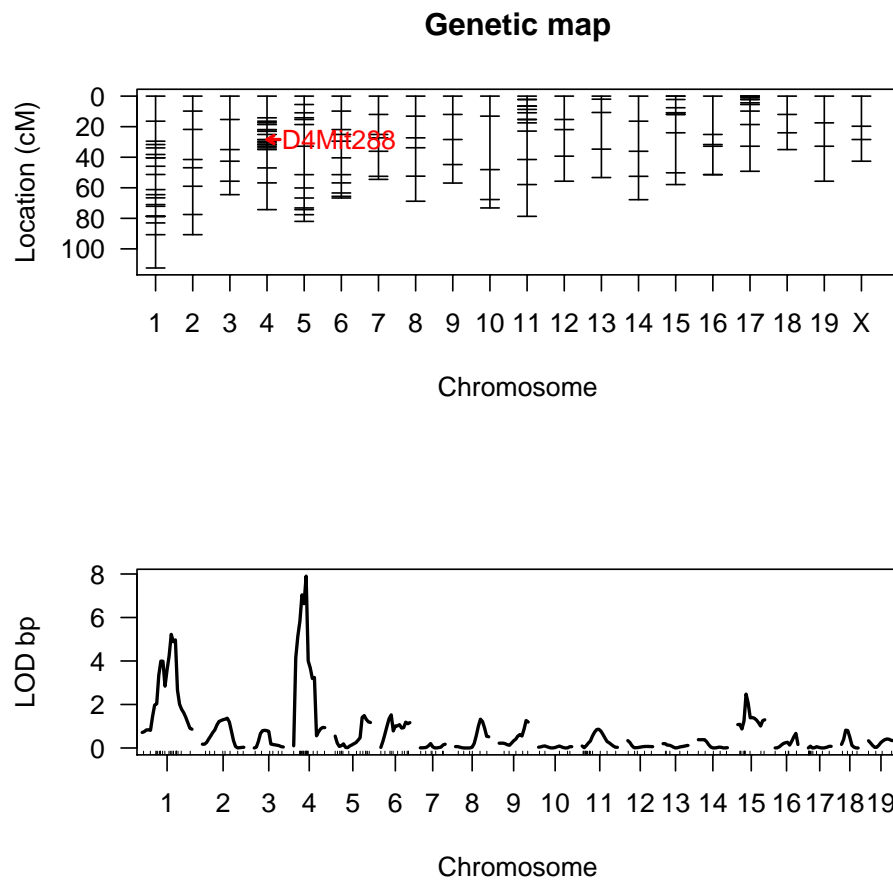 Genetic map
Location (cM)
0
20
40
60
80
100
D4Mit288
1 2 3 4 5 6 7 8 9 10 11 12 13 14 15 16 17 18 19 X
Chromosome
LOD bp
8
6
4
2
0
1 2 3 4 5 6 7 8 9 10 11 12 13 14 15 16 17 18 19
Chromosome